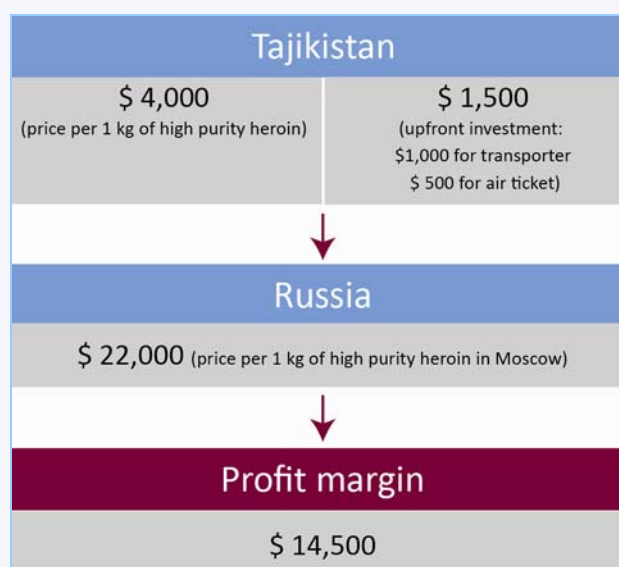 Tajikistan
$ 4,000
(price per 1 kg of high purity heroin)
$ 1,500
(upfront investment:
$1,000 for transporter
$ 500 for air ticket)
Russia
$ 22,000 (price per 1 kg of high purity heroin in Moscow)
Profit margin
$ 14,500